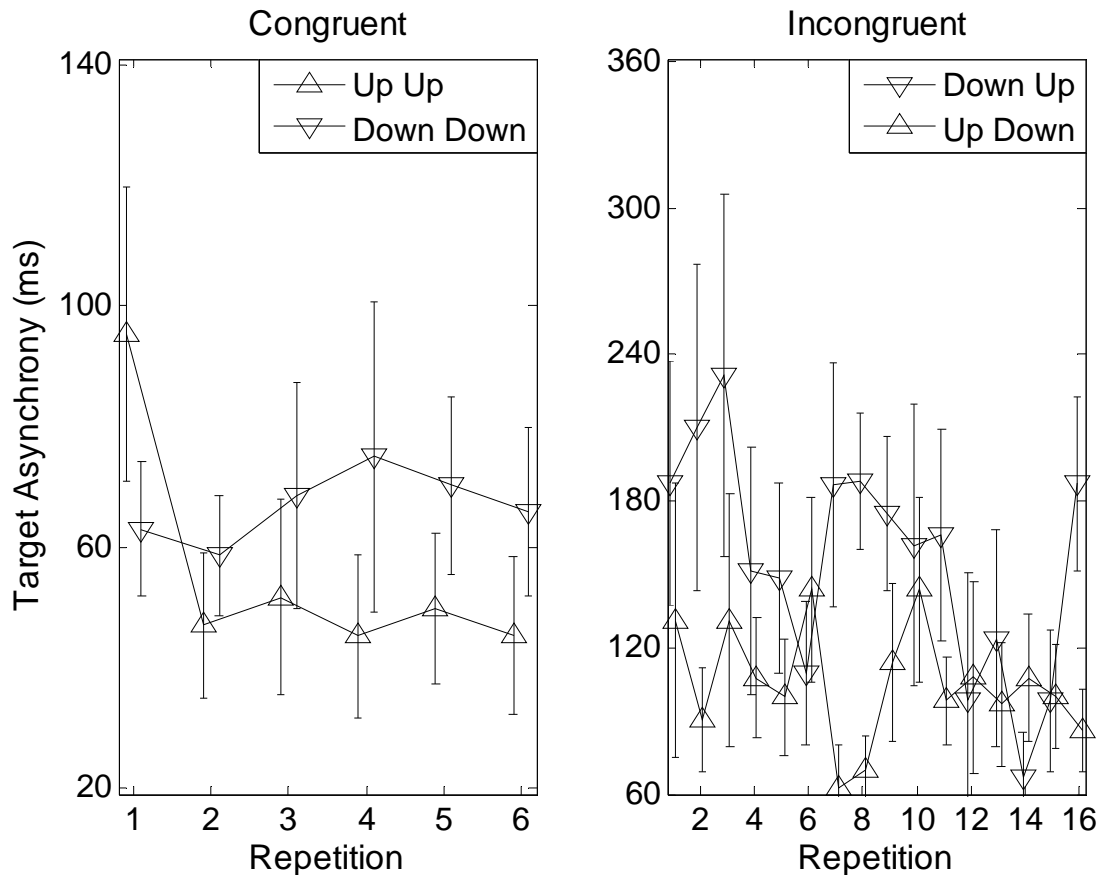 Congruent
Incongruent
Target Asynchrony (ms)
140
100
60
20
Up Up
Down Down
1 2 3 4 5 6
Repetition
360
300
240
180
120
60
Down Up
Up Down
2 4 6 8 10 12 14 16
Repetition